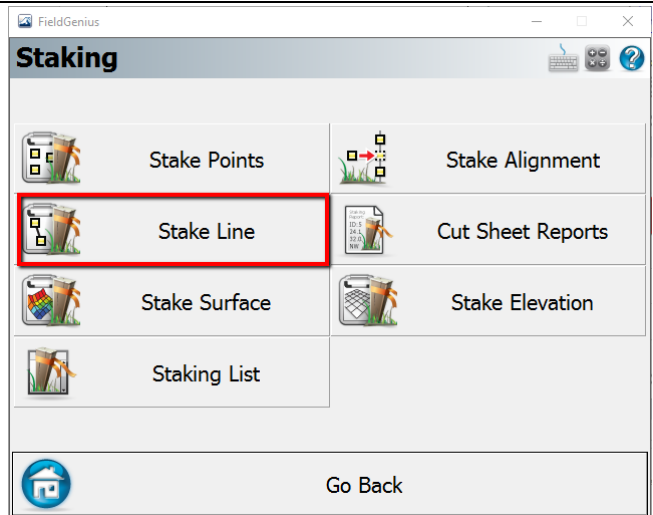 FieldGenius
Staking
Stake Points
Stake Alignment
Stake Line
Cut Sheet Reports
Stake Surface
Stake Elevation
Staking List
Go Back